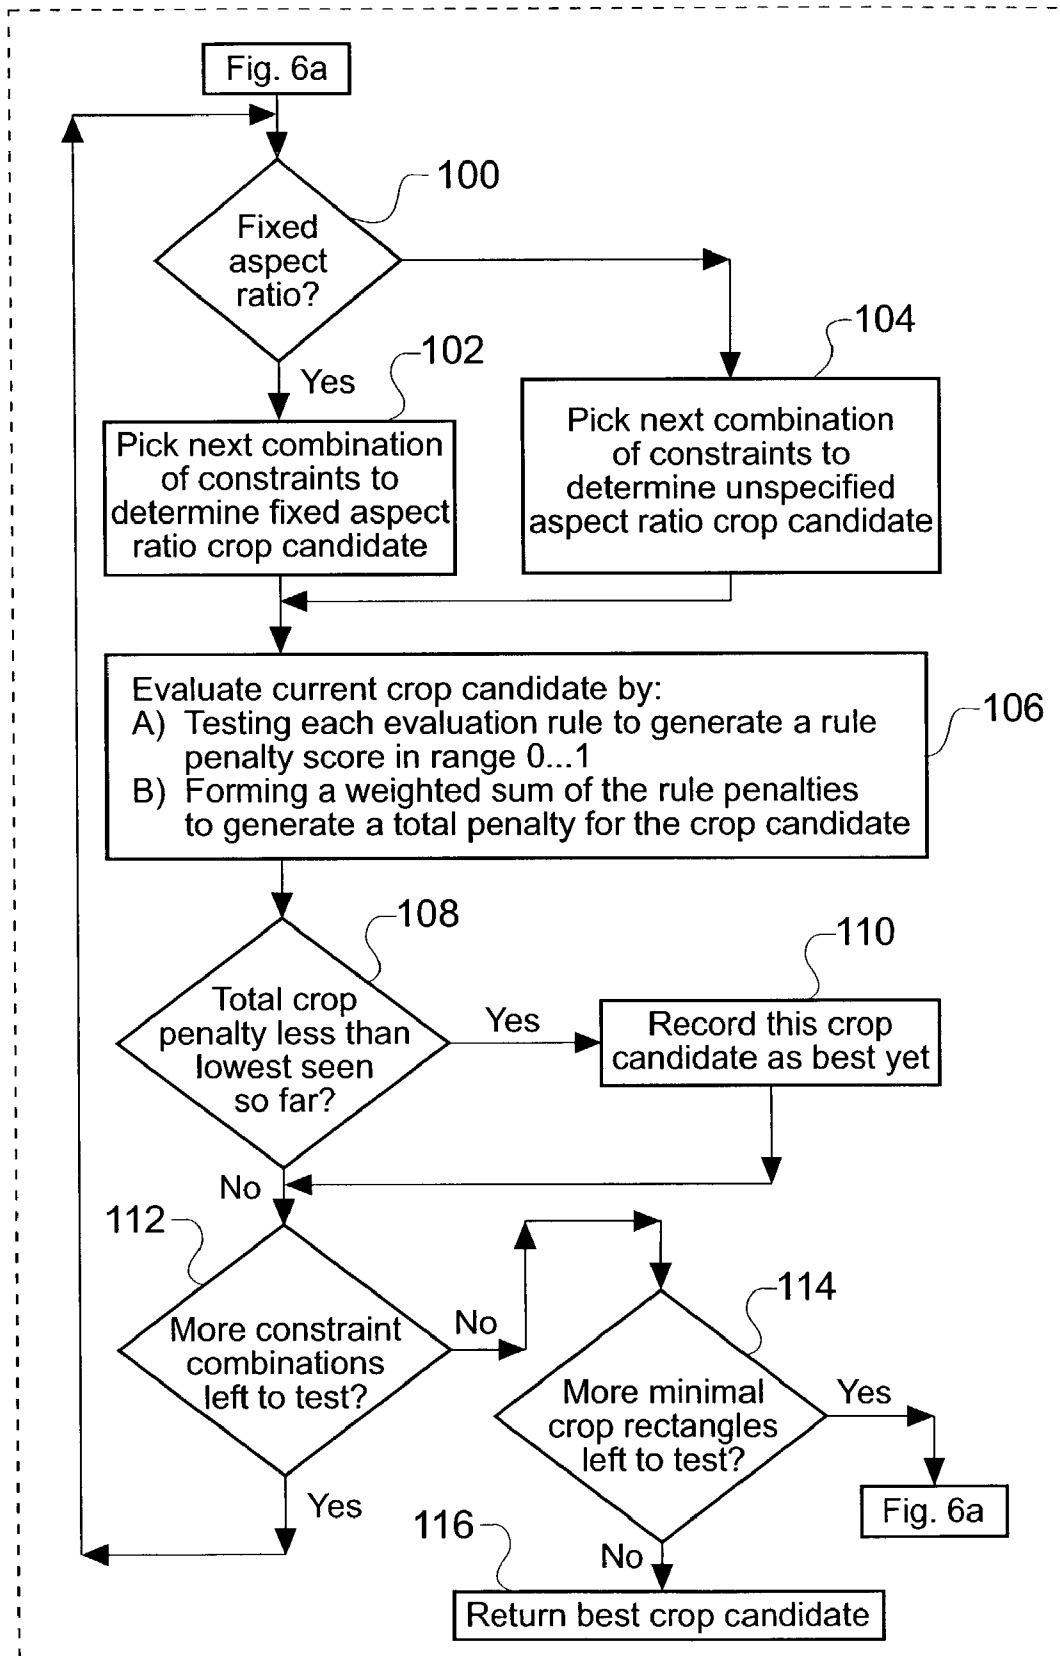 Fig. 6a
100
Fixed
aspect
ratio?
102
Yes
104
Pick next combination
of constraints to
determine fixed aspect
ratio crop candidate
Pick next combination
of constraints to
determine unspecified
aspect ratio crop candidate
Evaluate current crop candidate by:
A) Testing each evaluation rule to generate a rule
penalty score in range 0...1
B) Forming a weighted sum of the rule penalties
to generate a total penalty for the crop candidate
106
108
Total crop
penalty less than
lowest seen
so far?
Yes
110
Record this crop
candidate as best yet
No
112
More constraint
combinations
left to test?
No
114
More minimal
crop rectangles
left to test?
Yes
Fig. 6a
Yes
116
No
Return best crop candidate